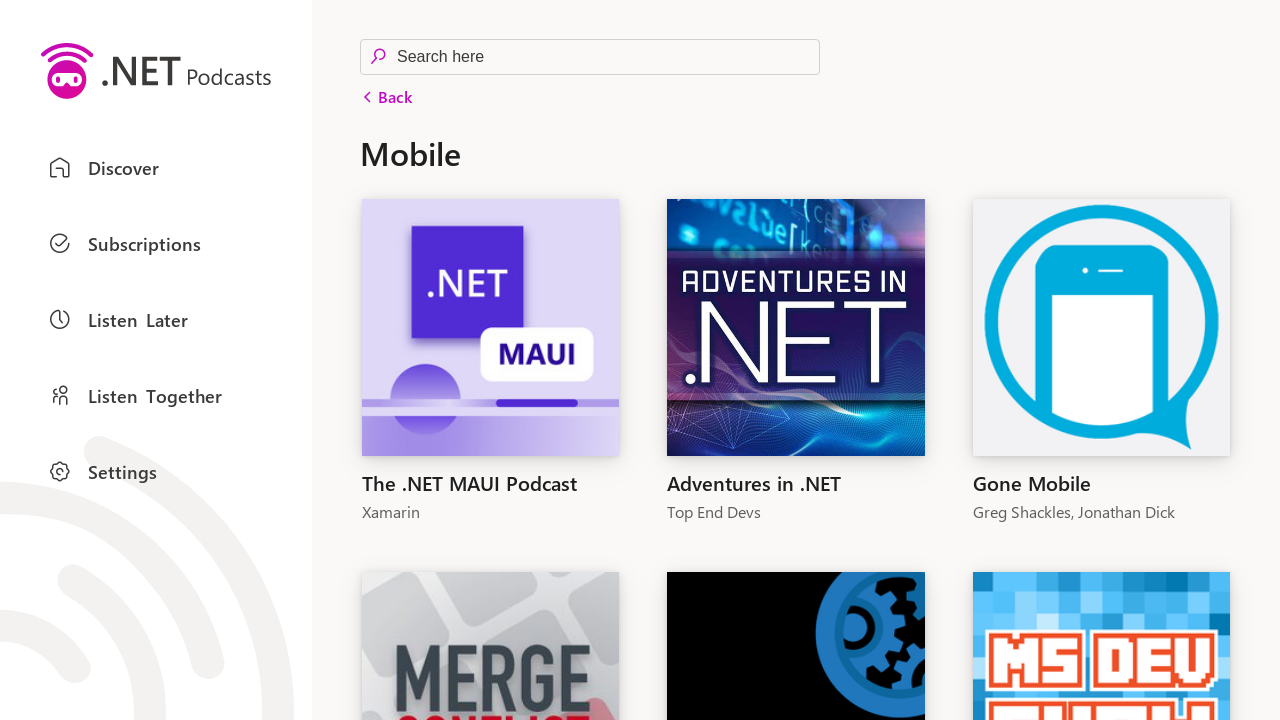 .NET Podcasts
Discover
Subscriptions
Listen Later
Listen Together
Settings
Search here
Back
Mobile
.NET
MAUI
The .NET MAUI Podcast
Xamarin
ADVENTURES IN
.NET
Adventures in .NET
Top End Devs
Gone Mobile
Greg Shackles, Jonathan Dick
MERGE
CONFLICT
MS DEV